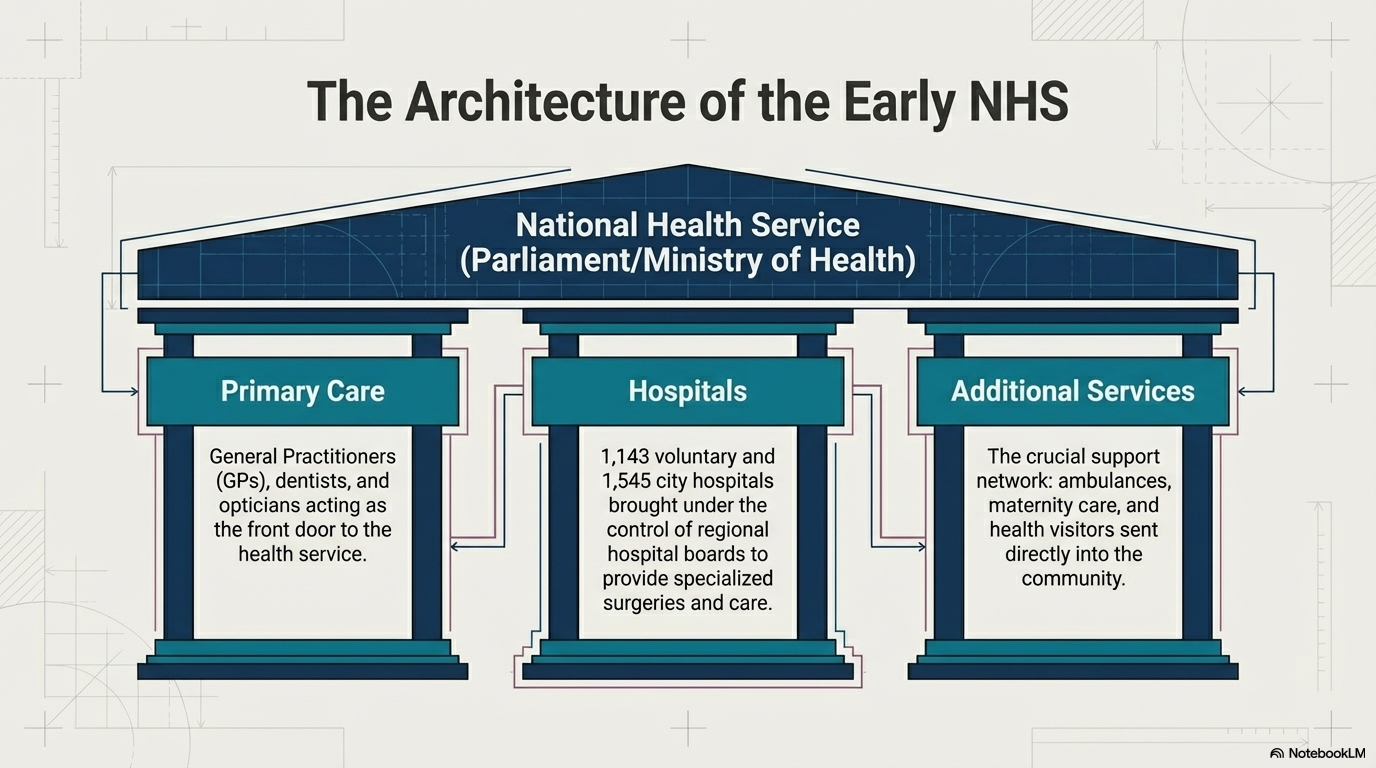 The Architecture of the Early NHS
National Health Service
(Parliament/Ministry of Health)
Primary Care
General Practitioners
(GPs), dentists, and
opticians acting as
the front door to the
health service.
Hospitals
1,143 voluntary and
1,545 city hospitals
brought under the
control of regional
hospital boards to
provide specialized
surgeries and care.
Additional Services
The crucial support
network: ambulances,
maternity care, and
health visitors sent
directly into the
community.
NotebookLM